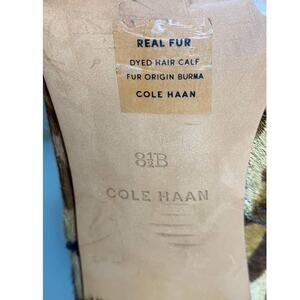 REAL FUR
DYED HAIR CALF
FUR ORIGIN BURMA
COLE HAAN
8½B
COLE HAAN